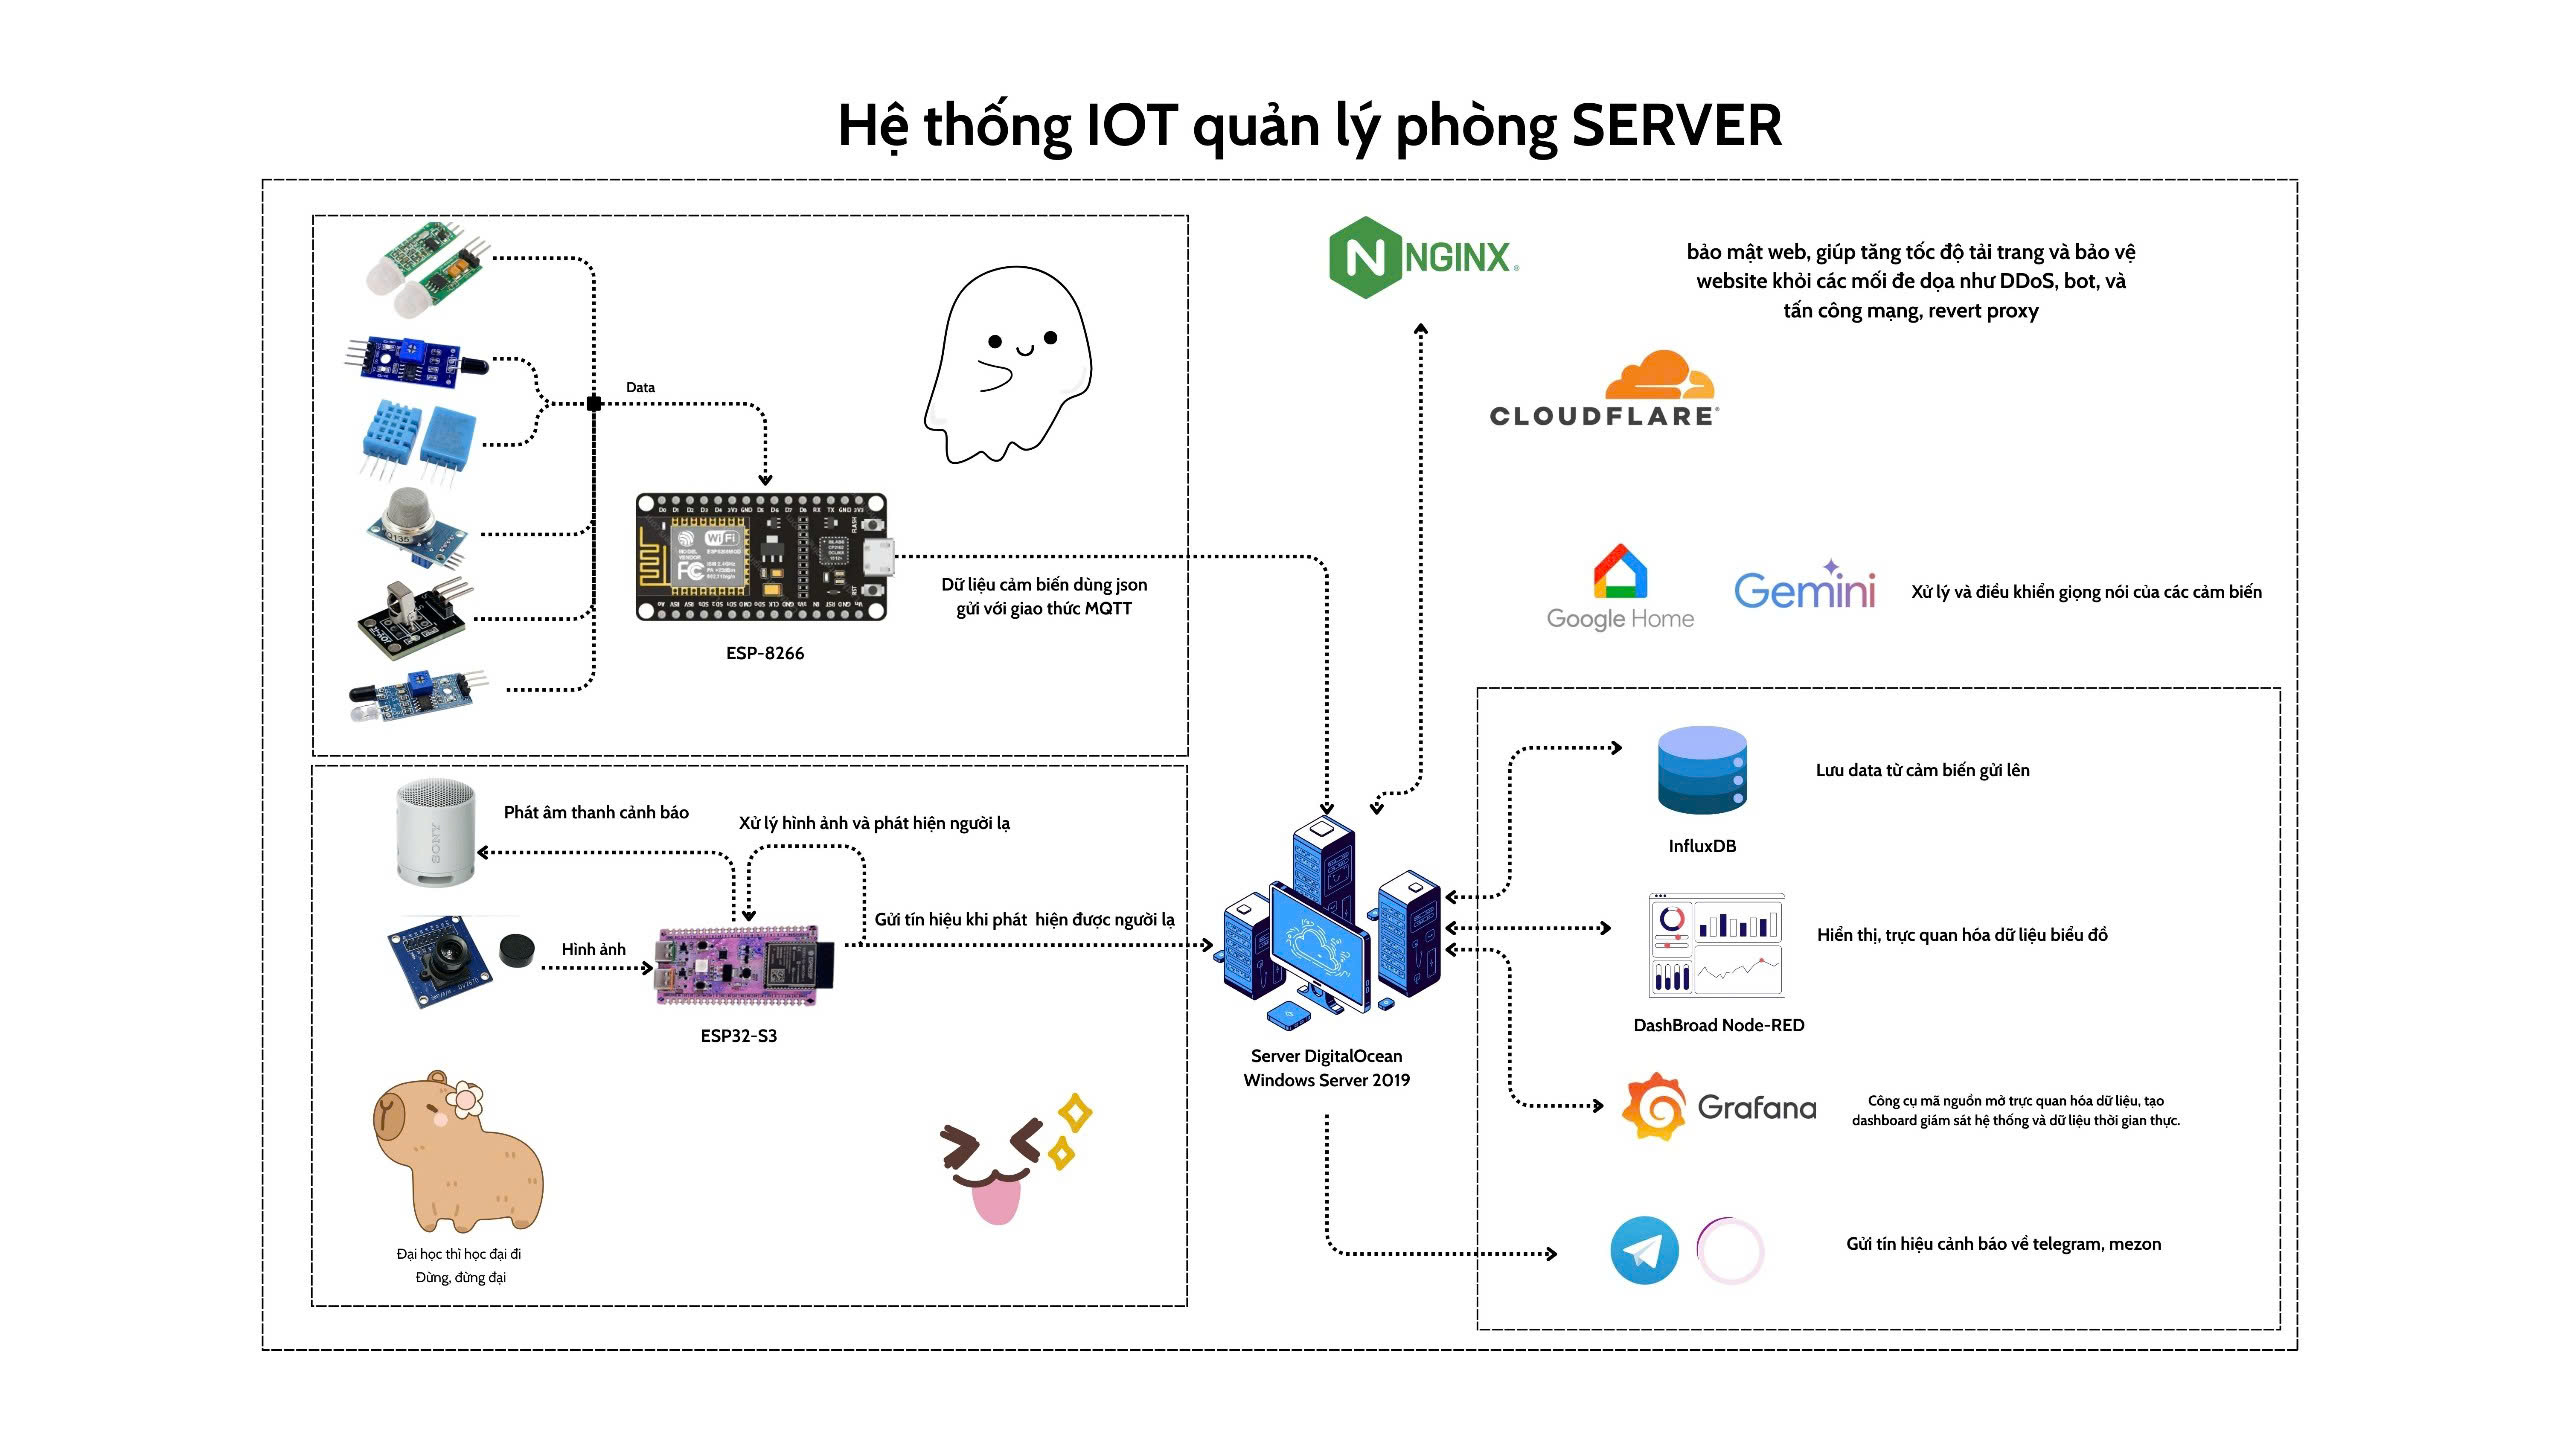 Hệ thống IOT quản lý phòng SERVER
NGINX
bảo mật web, giúp tăng tốc độ tải trang và bảo vệ
website khỏi các mối đe dọa như DDoS, bot, và
tấn công mạng, revert proxy
CLOUDFLARE
Data
WiFi
FC
ESP-8266
Dữ liệu cảm biến dùng json
gửi với giao thức MQTT
Google Home
Gemini
Xử lý và điều khiển giọng nói của các cảm biến
SONY
Phát âm thanh cảnh báo
Xử lý hình ảnh và phát hiện người lạ
Gửi tín hiệu khi phát hiện được người lạ
Hình ảnh
ESP32-S3
Server DigitalOcean
Windows Server 2019
Lưu data từ cảm biến gửi lên
InfluxDB
Hiển thị, trực quan hóa dữ liệu biểu đồ
DashBroad Node-RED
Grafana
Công cụ mã nguồn mở trực quan hóa dữ liệu, tạo
dashboard giám sát hệ thống và dữ liệu thời gian thực.
Gửi tín hiệu cảnh báo về telegram, mezon
Đại học thì học đại đi
Đừng, đừng đại